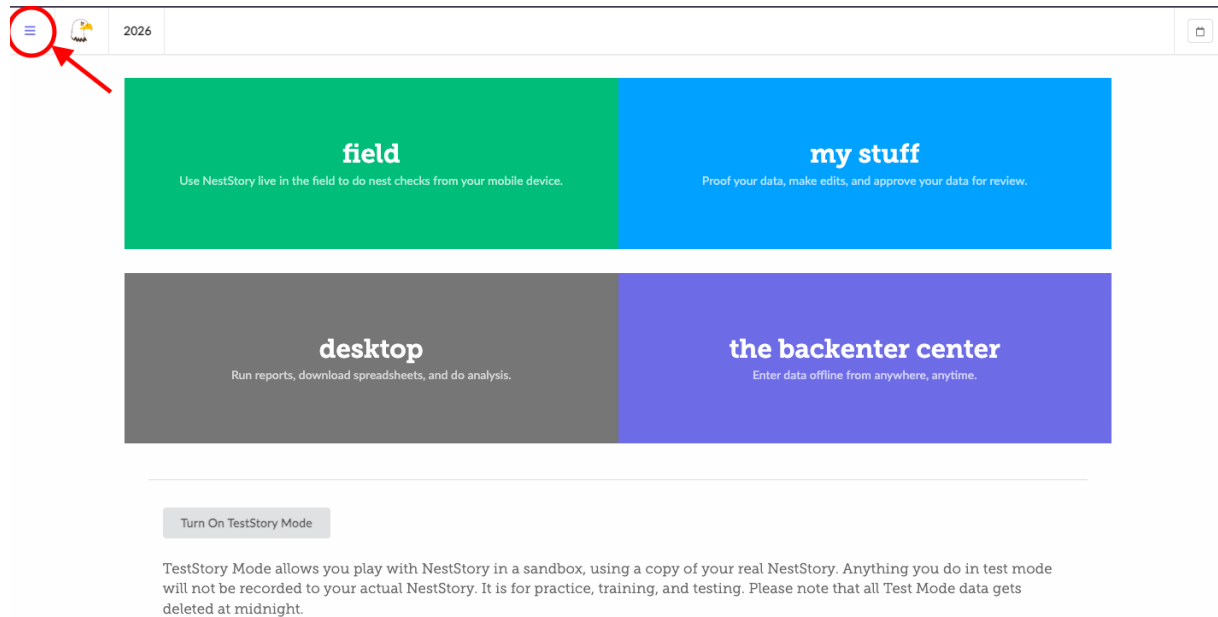 2026
field
Use NestStory live in the field to do nest checks from your mobile device.
my stuff
Proof your data, make edits, and approve your data for review.
desktop
Run reports, download spreadsheets, and do analysis.
the backenter center
Enter data offline from anywhere, anytime.
Turn On TestStory Mode
TestStory Mode allows you play with NestStory in a sandbox, using a copy of your real NestStory. Anything you do in test mode
will not be recorded to your actual NestStory. It is for practice, training, and testing. Please note that all Test Mode data gets
deleted at midnight.